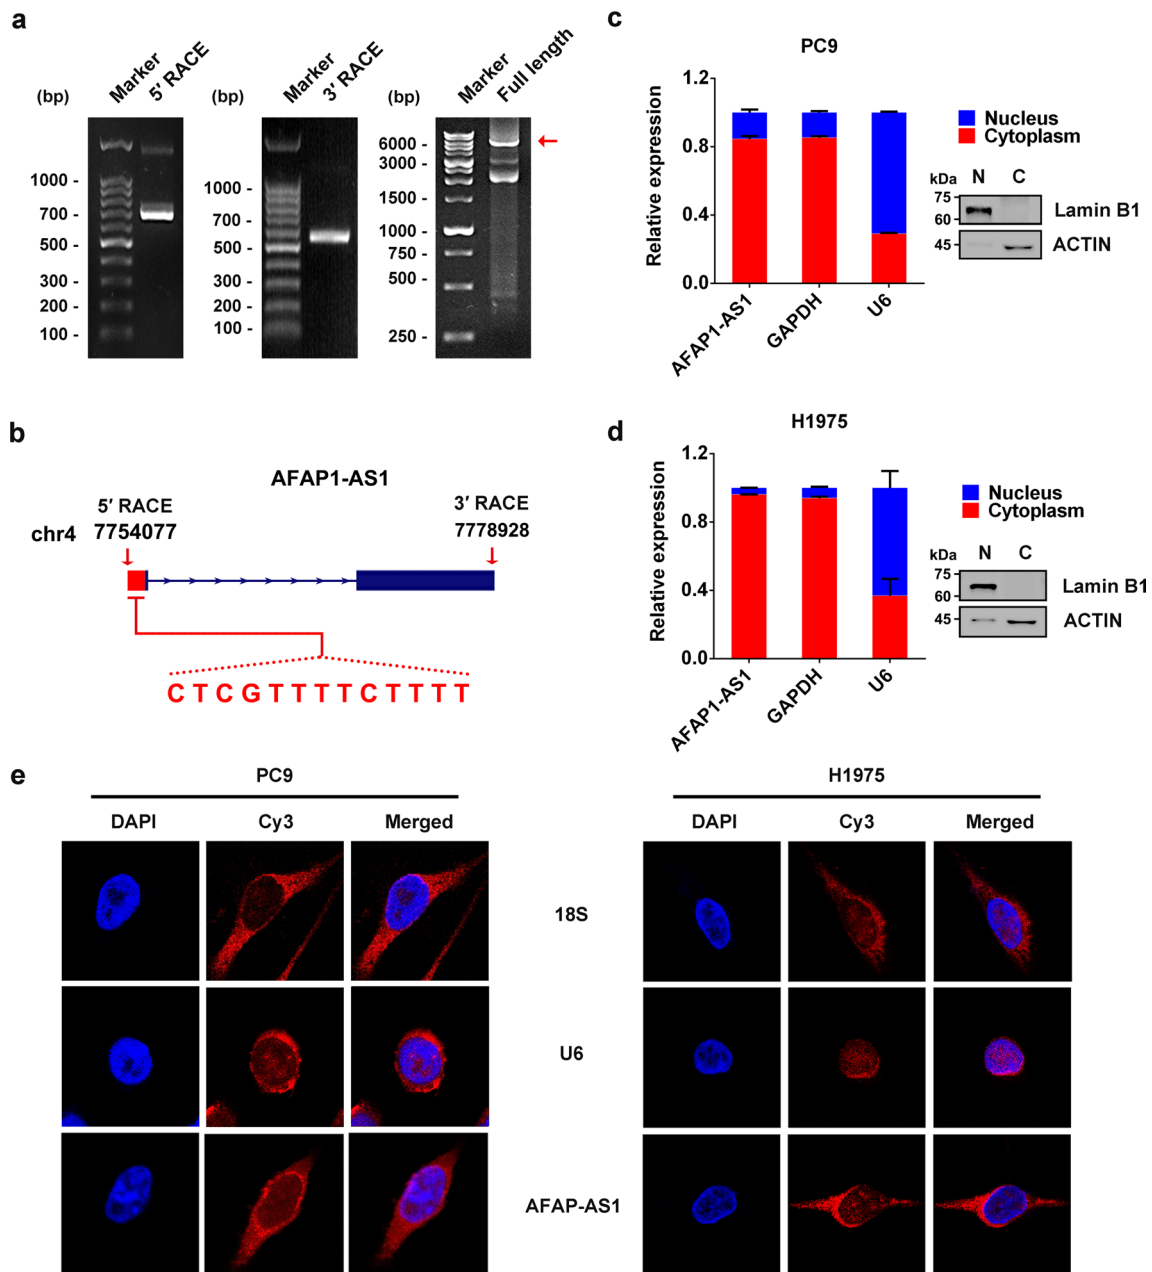 a
(bp)
Marker
5′ RACE
1000 -
700 -
500 -
300 -
200 -
100 -
(bp)
Marker
3′ RACE
1000 -
700 -
500 -
300 -
200 -
100 -
(bp)
Marker
Full length
6000 -
3000 -
1500 -
1000 -
750 -
500 -
250 -
b
AFAP1-AS1
5′ RACE
3′ RACE
chr4 7754077
7778928
CTCGTTTTCTTTT
c
PC9
Relative expression
1.2
0.8
0.4
0.0
AFAP1-AS1
GAPDH
U6
Nucleus
Cytoplasm
kDa N C
75
60
Lamin B1
45
ACTIN
d
H1975
Relative expression
1.2
0.8
0.4
0.0
AFAP1-AS1
GAPDH
U6
Nucleus
Cytoplasm
kDa N C
75
60
Lamin B1
45
ACTIN
e
PC9
H1975
DAPI Cy3 Merged
DAPI Cy3 Merged
18S
U6
AFAP-AS1